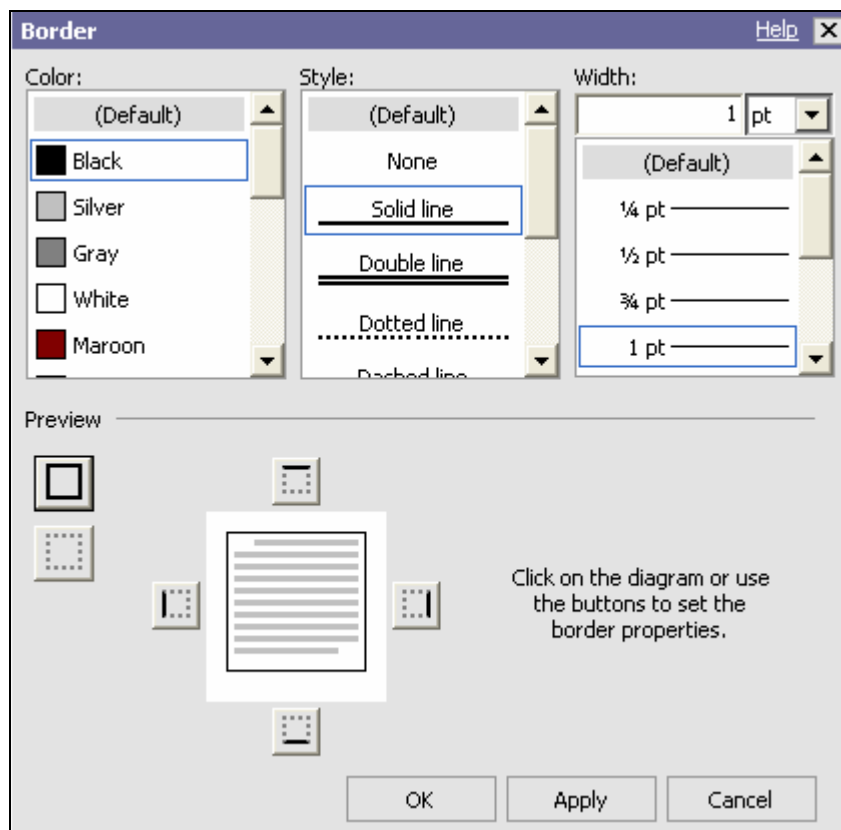 Border Help
Color:
(Default)
Black
Silver
Gray
White
Maroon
Style:
(Default)
None
Solid line
Double line
Dotted line
Dashed line
Width:
1 pt
(Default)
¼ pt
½ pt
¾ pt
1 pt
Preview
Click on the diagram or use
the buttons to set the
border properties.
OK Apply Cancel